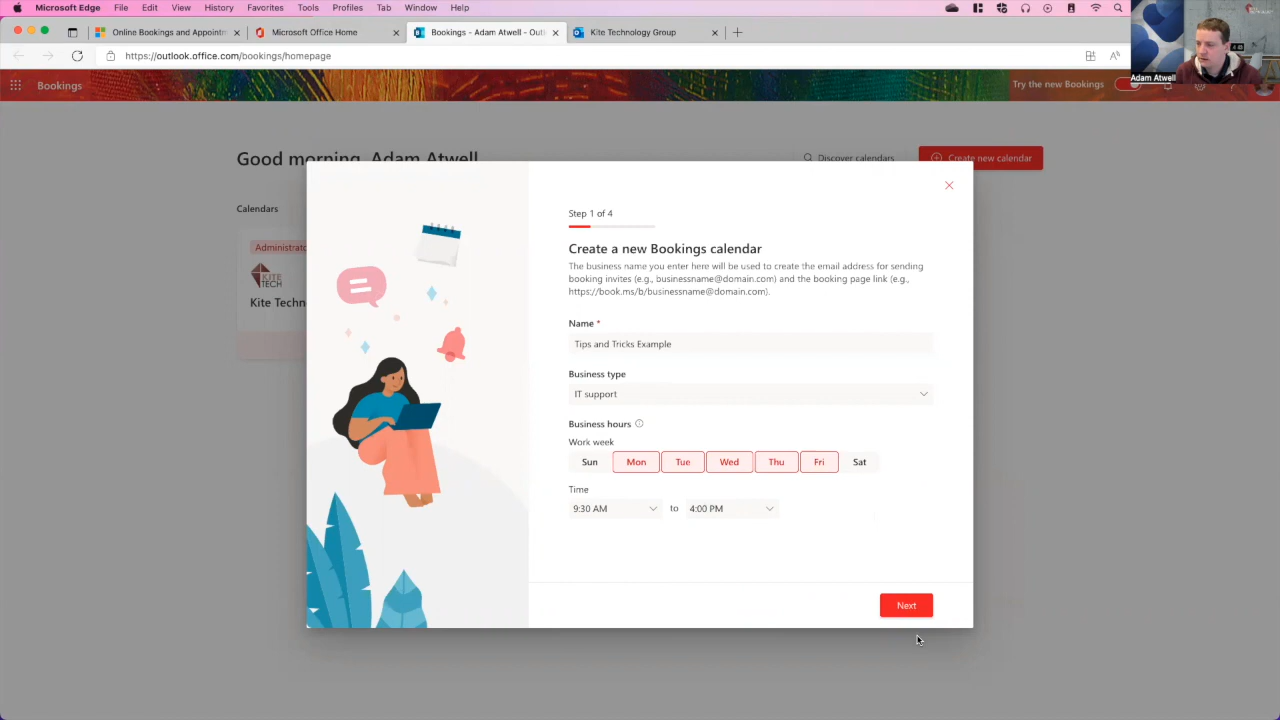 Microsoft Edge File Edit View History Favorites Tools Profiles Tab Window Help
Online Bookings and Appointm
Microsoft Office Home
Bookings - Adam Atwell - Outl
Kite Technology Group
https://outlook.office.com/bookings/homepage
Adam Atwell
Bookings
Try the new Bookings
Good morning, Adam Atwell
Discover calendars
Create new calendar
Calendars
Administrato
KITE
TECH
Kite Techn
Step 1 of 4
Create a new Bookings calendar
The business name you enter here will be used to create the email address for sending
booking invites (e.g., businessname@domain.com) and the booking page link (e.g.,
https://book.ms/b/businessname@domain.com).
Name *
Tips and Tricks Example
Business type
IT support
Business hours
Work week
Sun Mon Tue Wed Thu Fri Sat
Time
9:30 AM to 4:00 PM
Next